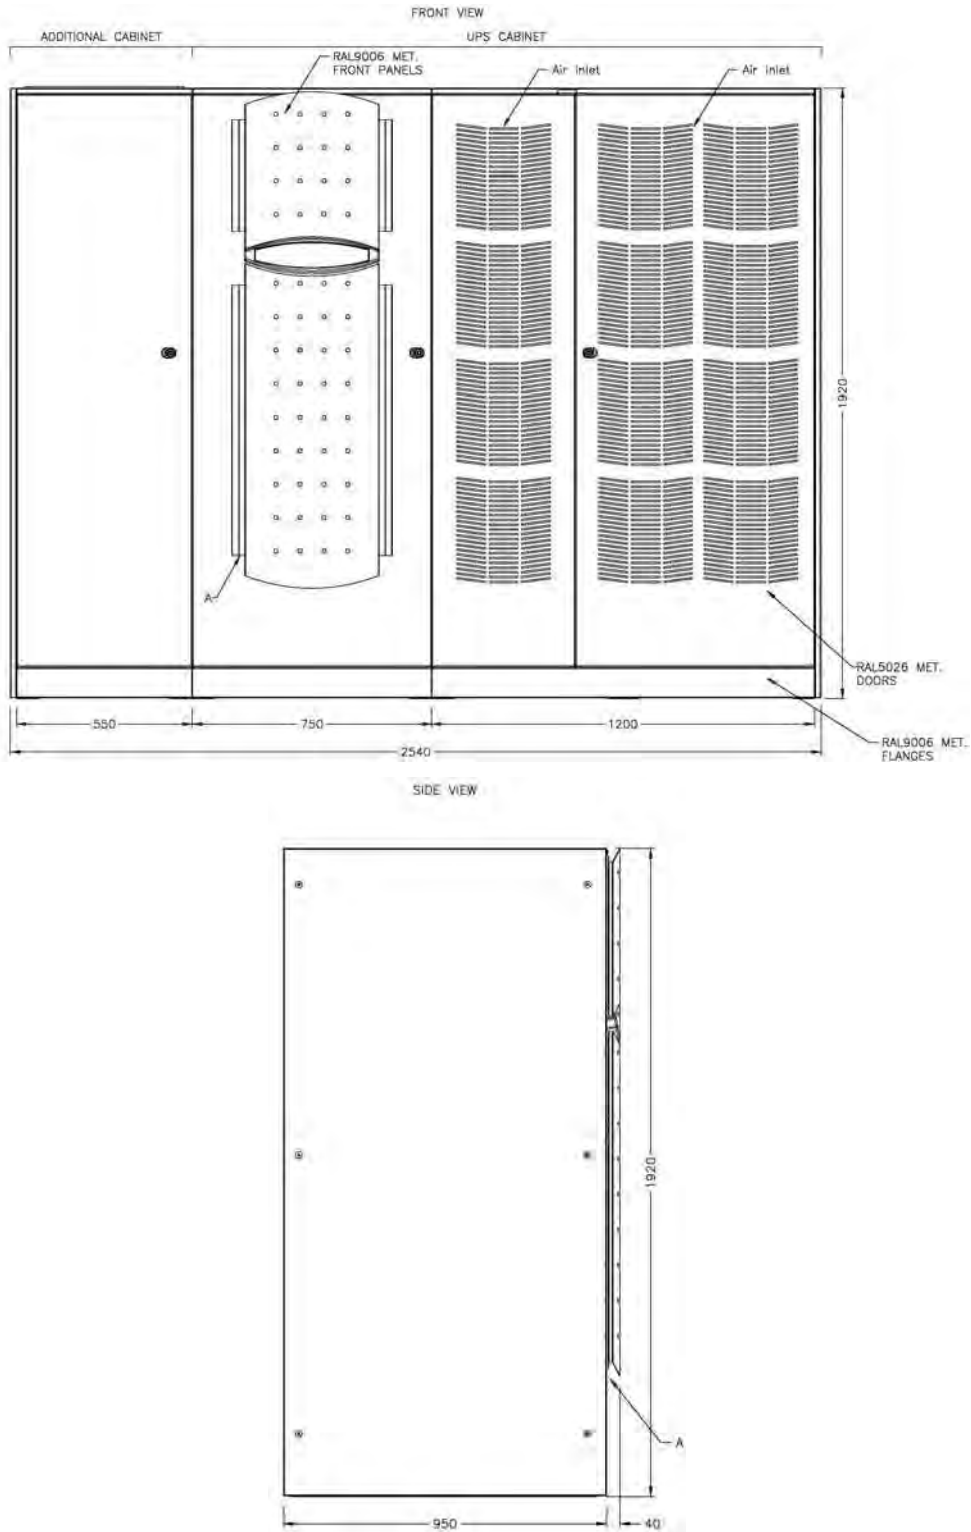 FRONT VIEW
ADDITIONAL CABINET
UPS CABINET
RAL9006 MET.
FRONT PANELS
Air inlet
Air inlet
1920
A
RAL5026 MET.
DOORS
550
750
1200
RAL9006 MET.
FLANGES
2540
SIDE VIEW
1920
A
950
40